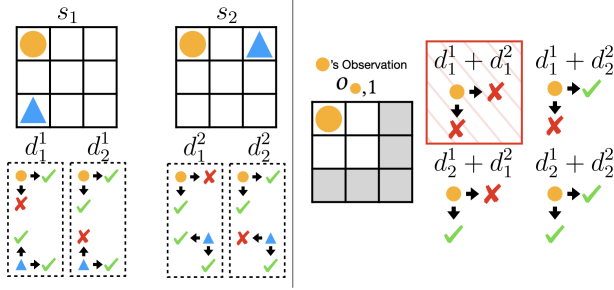 s₁ s₂
d₁¹ d₂¹ d₁² d₂²
🟠's Observation
o🟠,1
d₁¹ + d₁² d₁¹ + d₂²
d₂¹ + d₁² d₂¹ + d₂²